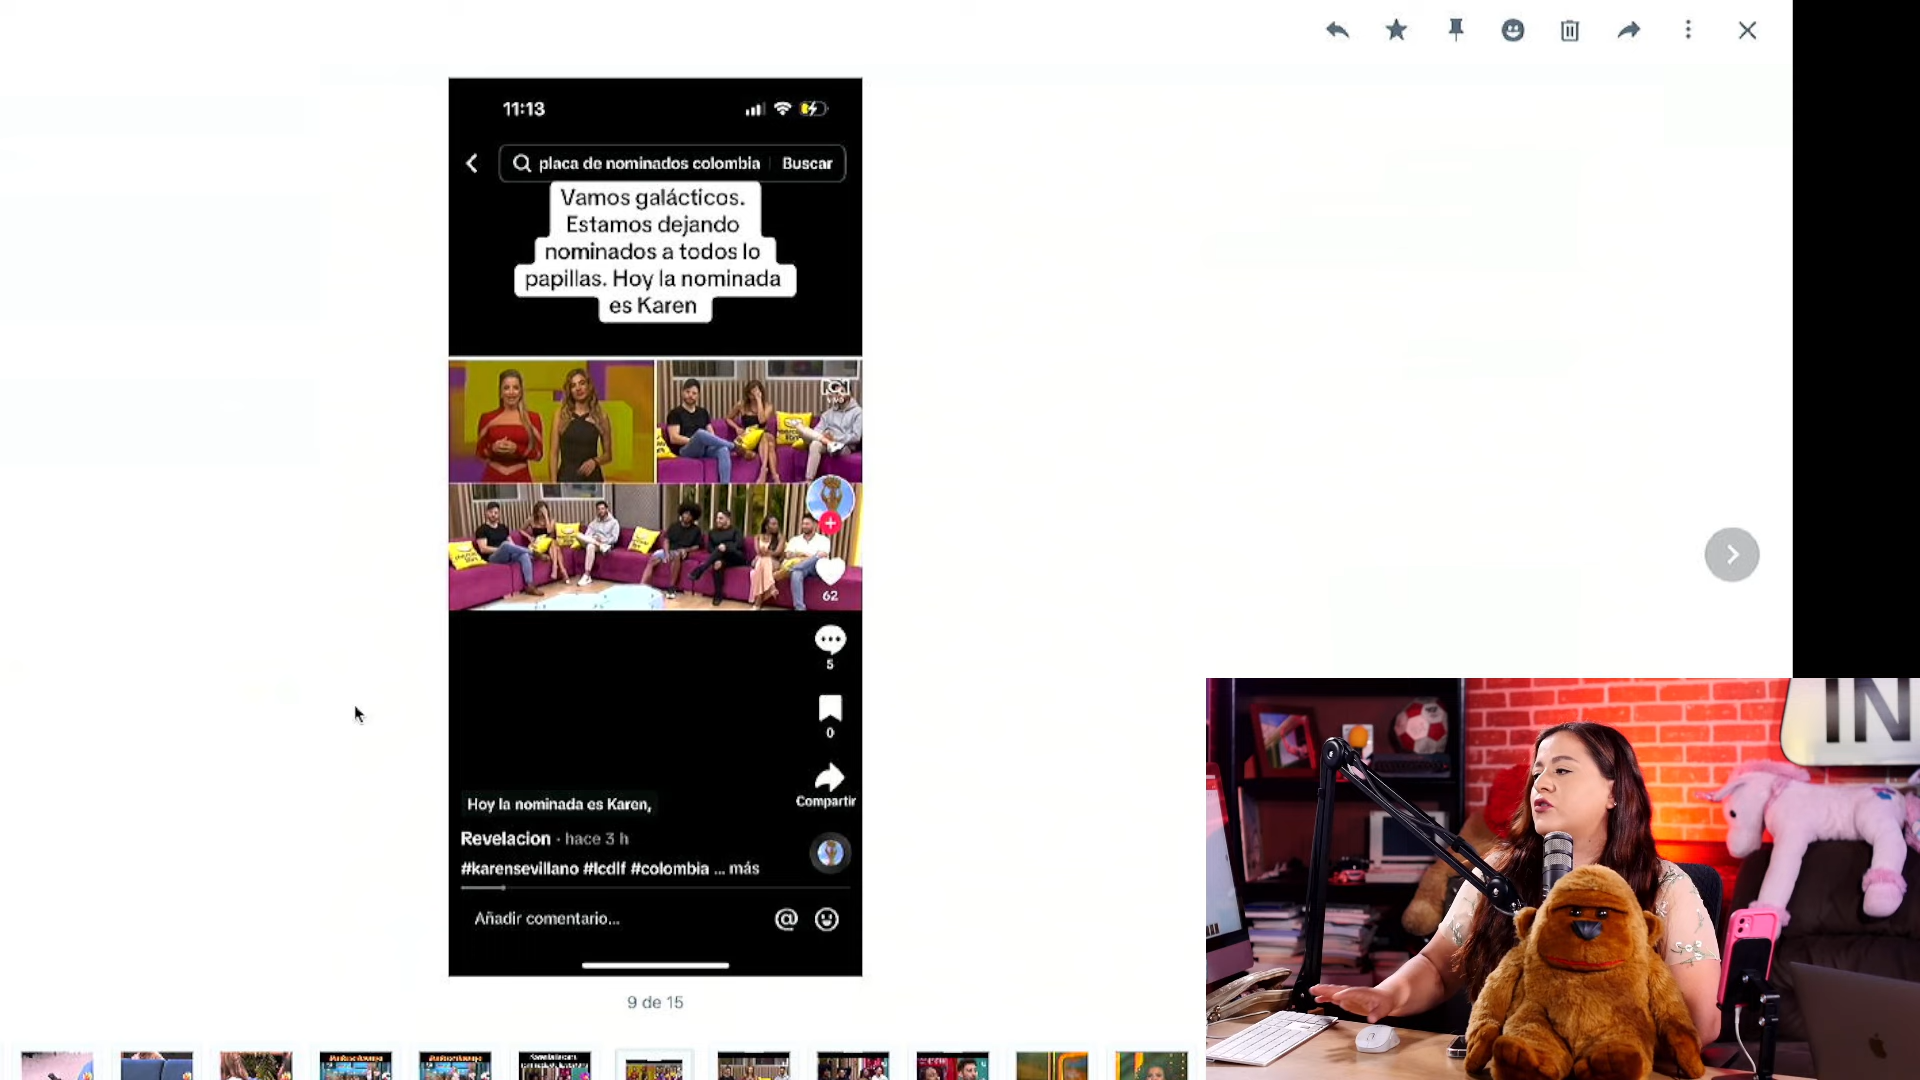 11:13
placa de nominados colombia
Buscar
Vamos galácticos.
Estamos dejando
nominados a todos lo
papillas. Hoy la nominada
es Karen
62
5
0
Compartir
Hoy la nominada es Karen,
Revelacion · hace 3 h
#karensevillano #lcdlf #colombia ... más
Añadir comentario...
9 de 15
IN